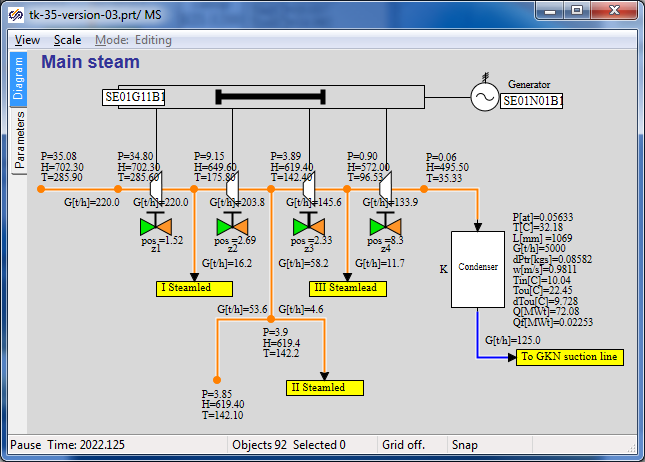 tk-35-version-03.prt/ MS
View Scale Mode: Editing
Diagram
Parameters
Main steam
SE01G11B1
Generator
SE01N01B1
P=35.08
H=702.30
T=285.90
P=34.80
H=702.30
T=285.60
P=9.15
H=649.60
T=175.80
P=3.89
H=619.40
T=142.40
P=0.90
H=572.00
T=96.53
P=0.06
H=495.50
T=35.33
G[t/h]=220.0
G[t/h]=220.0
G[t/h]=203.8
G[t/h]=145.6
G[t/h]=133.9
pos.=1.52
z1
pos.=2.69
z2
pos.=2.33
z3
pos.=8.3
z4
G[t/h]=16.2
G[t/h]=58.2
G[t/h]=11.7
I Steamled
III Steamlead
G[t/h]=53.6
G[t/h]=4.6
P=3.9
H=619.4
T=142.2
P=3.85
H=619.40
T=142.10
II Steamled
K
Condenser
P[at]=0.05633
T[C]=32.18
L[mm] =1069
G[t/h]=5000
dPtr[kgs]=0.08582
w[m/s]=0.9811
Tin[C]=10.04
Tou[C]=22.45
dTou[C]=9.728
Q[MWt]=72.08
Qf[MWt]=0.02253
G[t/h]=125.0
To GKN suction line
Pause Time: 2022.125
Objects 92 Selected 0
Grid off.
Snap